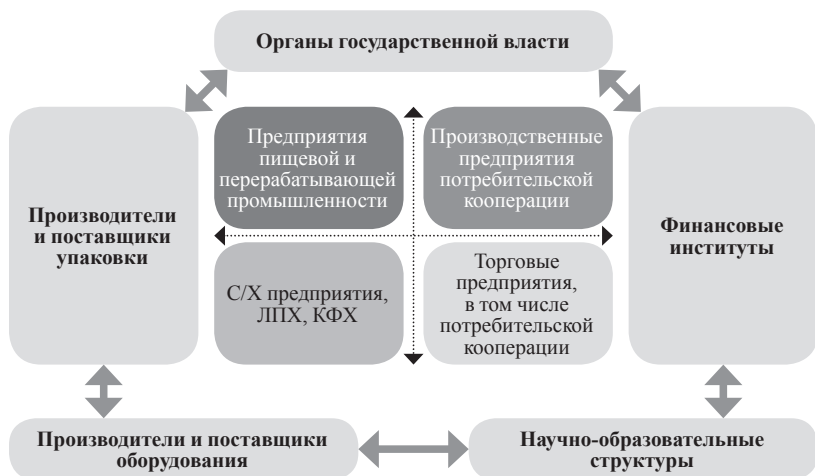 Органы государственной власти
Производители
и поставщики
упаковки
Предприятия
пищевой и
перерабатывающей
промышленности
Производственные
предприятия
потребительской
кооперации
С/Х предприятия,
ЛПХ, КФХ
Торговые
предприятия,
в том числе
потребительской
кооперации
Финансовые
институты
Производители и поставщики
оборудования
Научно-образовательные
структуры